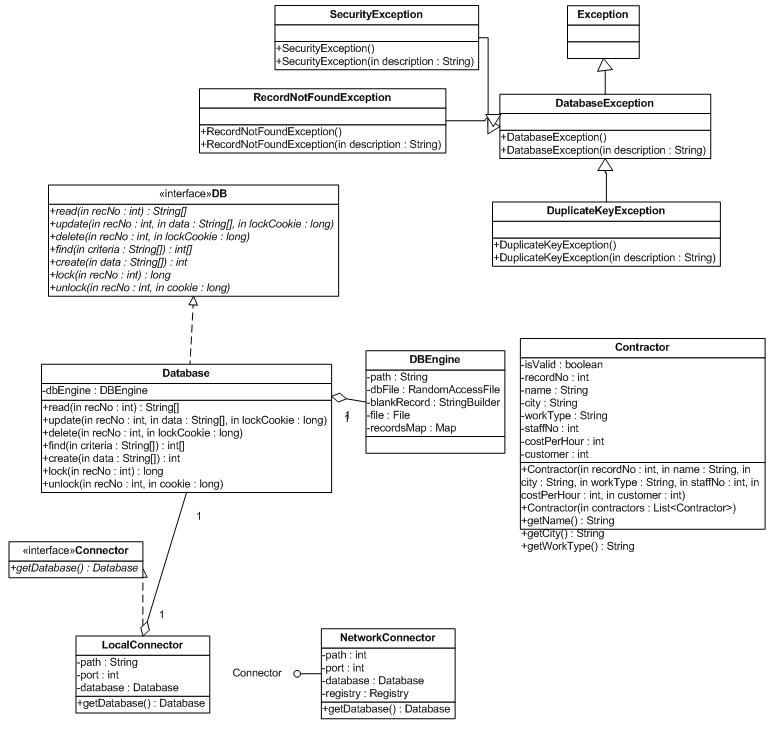 SecurityException
+SecurityException()
+SecurityException(in description : String)
Exception
RecordNotFoundException
+RecordNotFoundException()
+RecordNotFoundException(in description : String)
DatabaseException
+DatabaseException()
+DatabaseException(in description : String)
DuplicateKeyException
+DuplicateKeyException()
+DuplicateKeyException(in description : String)
«interface»DB
+read(in recNo : int) : String[]
+update(in recNo : int, in data : String[], in lockCookie : long)
+delete(in recNo : int, in lockCookie : long)
+find(in criteria : String[]) : int[]
+create(in data : String[]) : int
+lock(in recNo : int) : long
+unlock(in recNo : int, in cookie : long)
Database
-dbEngine : DBEngine
+read(in recNo : int) : String[]
+update(in recNo : int, in data : String[], in lockCookie : long)
+delete(in recNo : int, in lockCookie : long)
+find(in criteria : String[]) : int[]
+create(in data : String[]) : int
+lock(in recNo : int) : long
+unlock(in recNo : int, in cookie : long)
DBEngine
-path : String
-dbFile : RandomAccessFile
-blankRecord : StringBuilder
-file : File
-recordsMap : Map
1
Contractor
-isValid : boolean
-recordNo : int
-name : String
-city : String
-workType : String
-staffNo : int
-costPerHour : int
-customer : int
+Contractor(in recordNo : int, in name : String, in
city : String, in workType : String, in staffNo : int, in
costPerHour : int, in customer : int)
+Contractor(in contractors : List<Contractor>)
+getName() : String
+getCity() : String
+getWorkType() : String
1
«interface»Connector
+getDatabase() : Database
1
LocalConnector
-path : String
-port : int
-database : Database
+getDatabase() : Database
Connector
NetworkConnector
-path : int
-port : int
-database : Database
-registry : Registry
+getDatabase() : Database